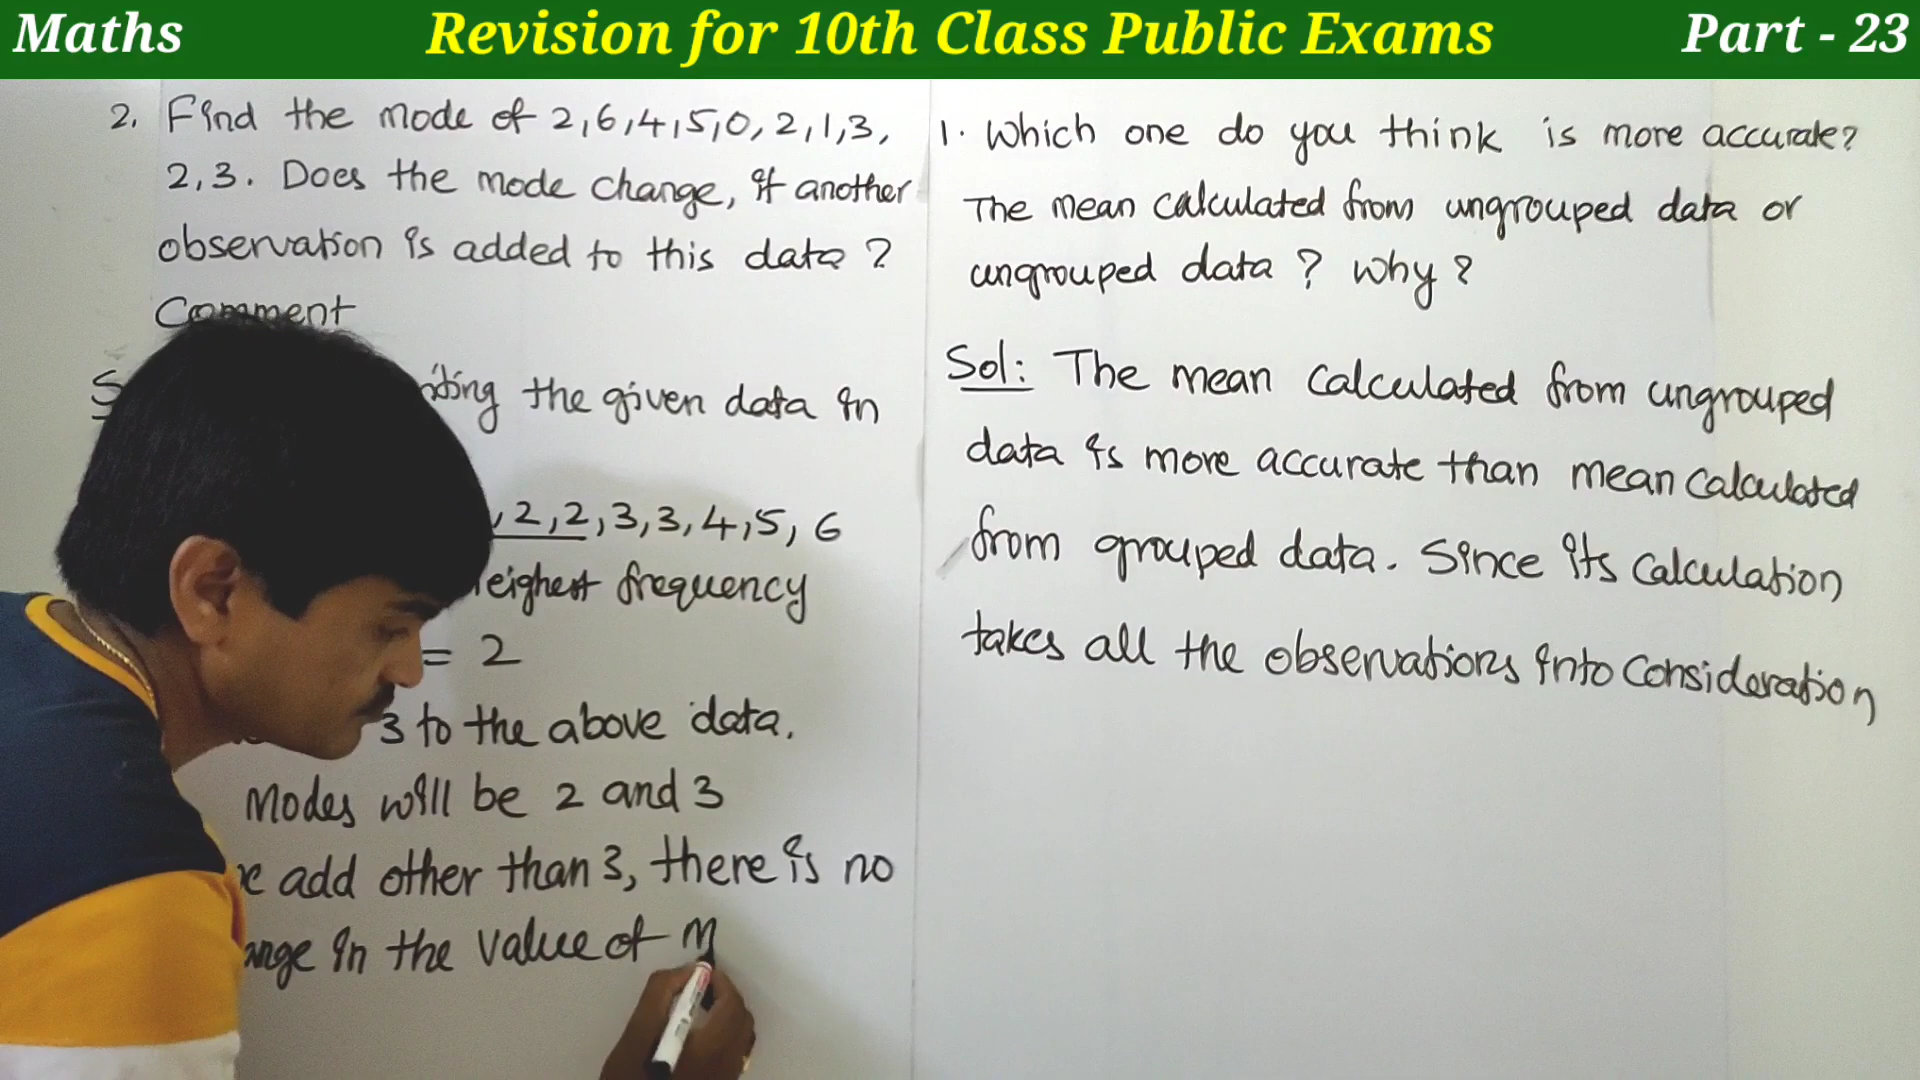 Maths
Revision for 10th Class Public Exams
Part - 23
2. Find the mode of 2,6,4,5,0,2,1,3,
2,3. Does the mode change, if another
observation is added to this data?
Comment
the given data in
2,2,3,3,4,5,6
frequency
= 2
3 to the above data.
Modes will be 2 and 3
add other than 3, there is no
in the value of M
1. Which one do you think is more accurate?
The mean calculated from ungrouped data or
ungrouped data? Why?
Sol: The mean calculated from ungrouped
data is more accurate than mean calculated
from grouped data. Since its calculation
takes all the observations into consideration